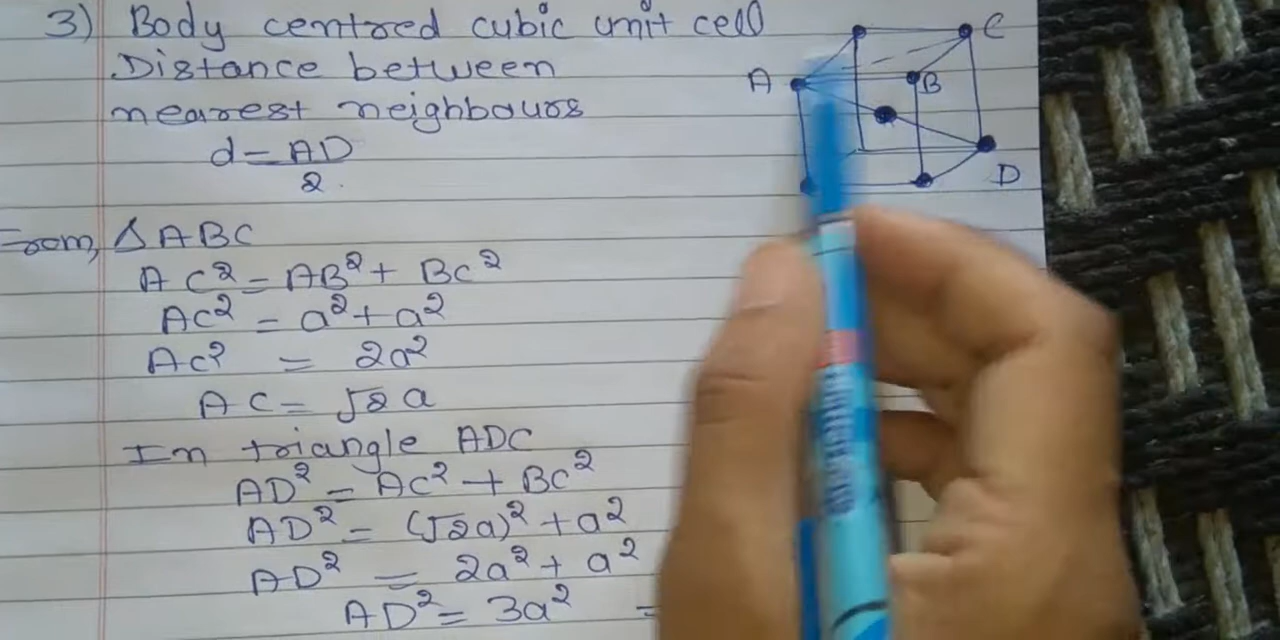 3) Body centred cubic unit cell
Distance between
nearest neighbours
d = AD
2.
From, △ABC
AC² = AB² + BC²
AC² = a² + a²
AC² = 2a²
AC = √2 a
In triangle ADC
AD² = AC² + BC²
AD² = (√2a)² + a²
AD² = 2a² + a²
AD² = 3a² =
A
B
C
D